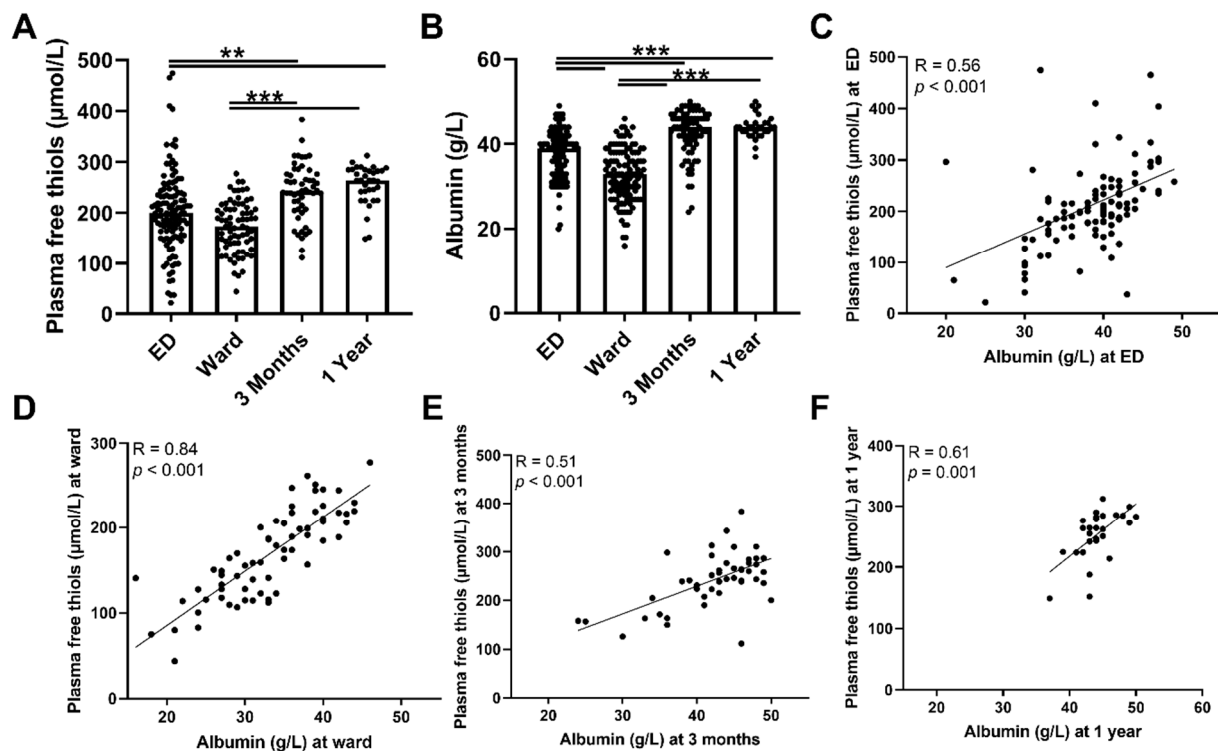 A
Plasma free thiols (μmol/L)
500
400
300
200
100
0
**
***
ED
Ward
3 Months
1 Year
B
Albumin (g/L)
60
40
20
0
***
***
ED
Ward
3 Months
1 Year
C
Plasma free thiols (μmol/L) at ED
500
400
300
200
100
0
R = 0.56
p < 0.001
20
30
40
50
Albumin (g/L) at ED
D
Plasma free thiols (μmol/L) at ward
300
200
100
0
R = 0.84
p < 0.001
20
30
40
50
Albumin (g/L) at ward
E
Plasma free thiols (μmol/L) at 3 months
500
400
300
200
100
0
R = 0.51
p < 0.001
20
30
40
50
Albumin (g/L) at 3 months
F
Plasma free thiols (μmol/L) at 1 year
400
300
200
100
0
R = 0.61
p = 0.001
20
30
40
50
60
Albumin (g/L) at 1 year